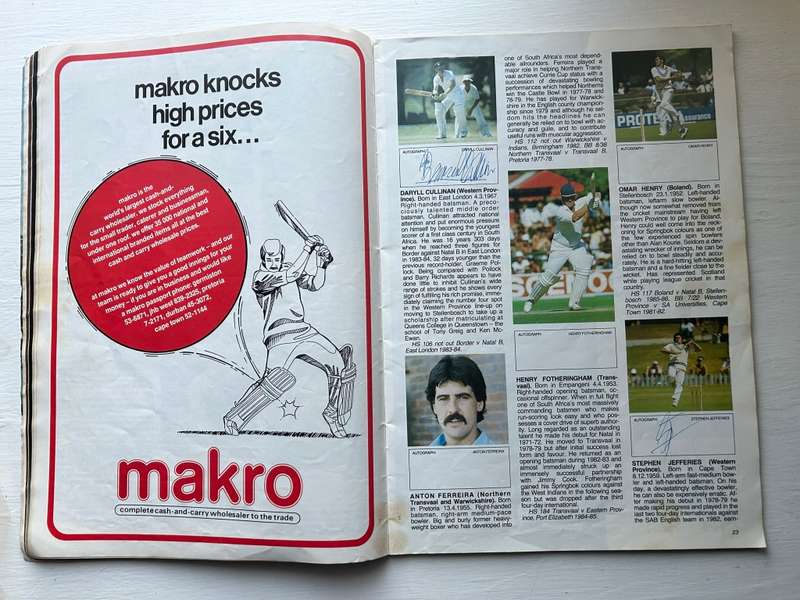 makro knocks
high prices
for a six...
makro is the
world's largest cash-and-
carry wholesaler. we stock everything
for the small trader, caterer and businessman,
under one roof. we offer 35 000 national and
international branded items all at the best
cash and carry wholesale prices.
at makro we know the value of teamwork – and our
team is ready to give you a good innings for your
money – if you are in business and would like
a makro passport phone: germiston
53-6871, jhb west 839-2325, pretoria
7-2171, durban 45-3072,
cape town 52-1144
makro
complete cash-and-carry wholesaler to the trade
AUTOGRAPH
DARYLL CULLINAN
DARYLL CULLINAN (Western Prov-
ince). Born in East London 4.3.1967
Right-handed batsman. A preco-
ciously talented middle order
batsman, Cullinan attracted national
attention and put enormous pressure
on himself by becoming the youngest
scorer of a first class century in South
Africa. He was 16 years 303 days
when he reached three figures for
Border against Natal B in East London
in 1983-84, 32 days younger than the
previous record-holder, Graeme Pol-
lock. Being compared with Pollock
and Barry Richards appears to have
done little to inhibit Cullinan's wide
range of strokes and he shows every
sign of fulfilling his rich promise, imme-
diately claiming the number four spot
in the Western Province line-up on
moving to Stellenbosch to take up a
scholarship after matriculating at
Queens College in Queenstown – the
school of Tony Greig and Ken Mc-
Ewan.
HS 106 not out Border v Natal B,
East London 1983-84.
AUTOGRAPH
ANTON FERREIRA
ANTON FERREIRA (Northern
Transvaal and Warwickshire). Born
in Pretoria 13.4.1955. Right-handed
batsman, right-arm medium-pace
bowler. Big and burly former heavy-
weight boxer who has developed into
one of South Africa's most depend-
able allrounders. Ferreira played a
major role in helping Northern Trans-
vaal achieve Currie Cup status with a
succession of devastating bowling
performances which helped Northerns
win the Castle Bowl in 1977-78 and
78-79. He has played for Warwick-
shire in the English county champion-
ship since 1979 and although he sel-
dom hits the headlines he can
generally be relied on to bowl with ac-
curacy and guile, and to contribute
useful runs with muscular aggression.
HS 112 not out Warwickshire v
Indians, Birmingham 1982. BB 8/38
Northern Transvaal v Transvaal B,
Pretoria 1977-78.
AUTOGRAPH
HENRY FOTHERINGHAM
HENRY FOTHERINGHAM (Trans-
vaal). Born in Empangeni 4.4.1953.
Right-handed opening batsman, oc-
casional offspinner. When in full flight
one of South Africa's most massively
commanding batsmen who makes
run-scoring look easy and who pos-
sesses a cover drive of superb author-
ity. Long regarded as an outstanding
talent he made his debut for Natal in
1971-72. He moved to Transvaal in
1978-79 but after initial success lost
form and favour. He returned as an
opening batsman during 1982-83 and
almost immediately struck up an
immensely successful partnership
with Jimmy Cook. Fotheringham
gained his Springbok colours against
the West Indians in the following sea-
son but was dropped after the third
four-day international.
HS 184 Transvaal v Eastern Prov-
ince, Port Elizabeth 1984-85.
PROTEA
assurance
AUTOGRAPH
OMAR HENRY
OMAR HENRY (Boland). Born in
Stellenbosch 23.1.1952. Left-handed
batsman, leftarm slow bowler. Al-
though now somewhat removed from
the cricket mainstream having left
Western Province to play for Boland,
Henry could well come into the reck-
oning for Springbok colours as one of
the few experienced spin bowlers
other than Alan Kourie. Seldom a dev-
astating wrecker of innings, he can be
relied on to bowl steadily and accu-
rately. He is a hard-hitting left-handed
batsman and a fine fielder close to the
wicket. Has represented Scotland
while playing league cricket in that
country.
HS 117 Boland v Natal B, Stellen-
bosch 1985-86. BB 7/22 Western
Province v SA Universities, Cape
Town 1981-82.
AUTOGRAPH
STEPHEN JEFFERIES
STEPHEN JEFFERIES (Western
Province). Born in Cape Town
8.12.1959. Left-arm fast-medium bow-
ler and left-handed batsman. On his
day, a devastatingly effective bowler,
he can also be expensively erratic. Af-
ter making his debut in 1978-79 he
made rapid progress and played in the
last two four-day internationals against
the SAB English team in 1982, earn-
23